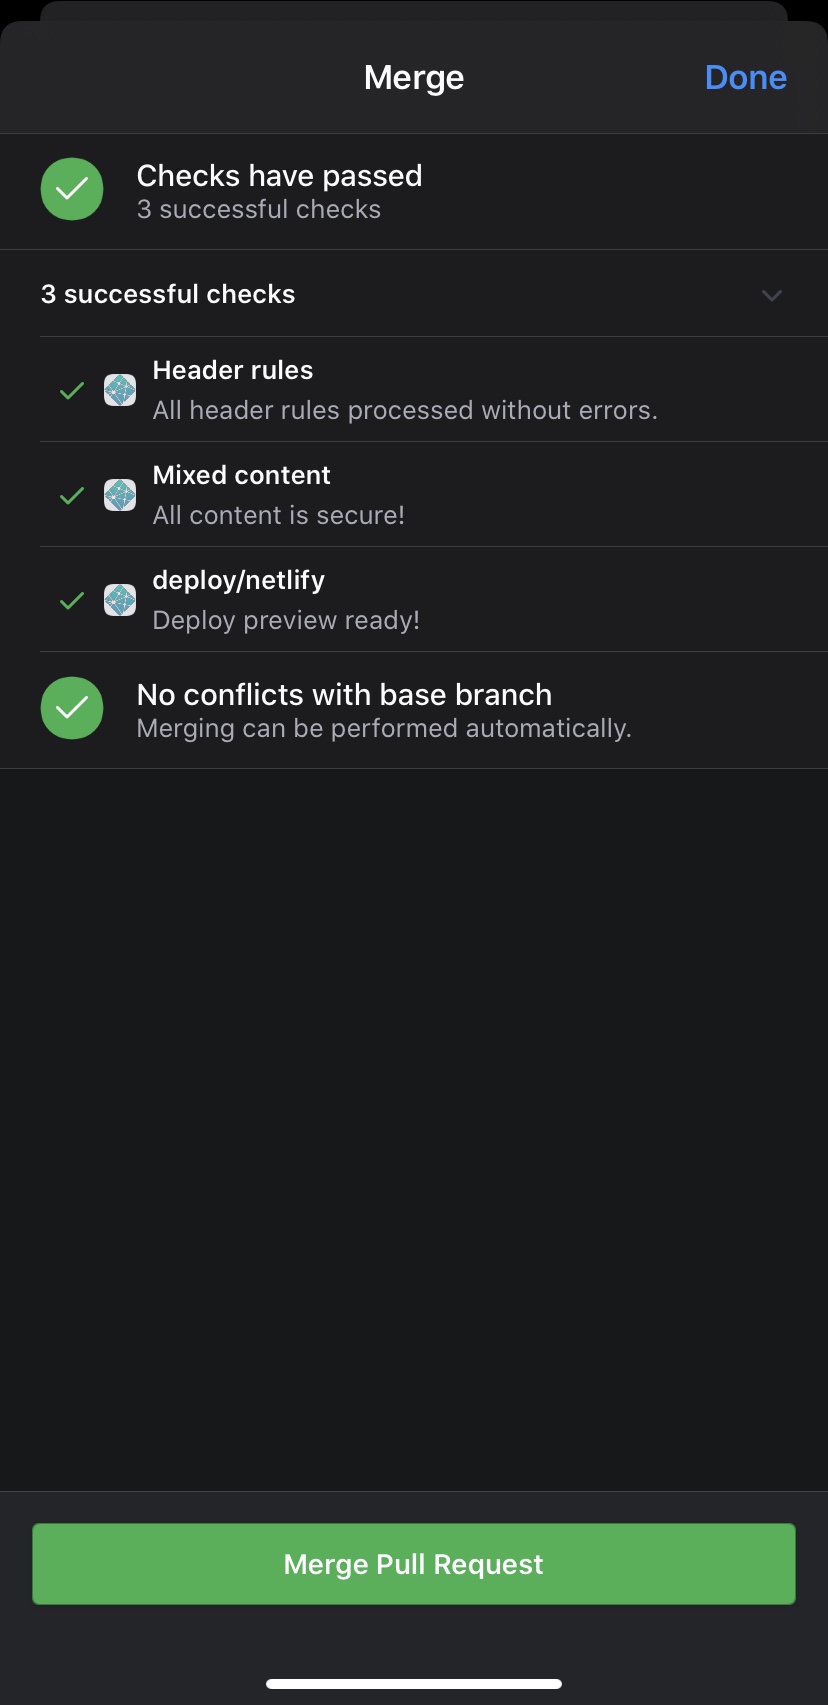 Merge
Done
Checks have passed
3 successful checks
3 successful checks
Header rules
All header rules processed without errors.
Mixed content
All content is secure!
deploy/netlify
Deploy preview ready!
No conflicts with base branch
Merging can be performed automatically.
Merge Pull Request